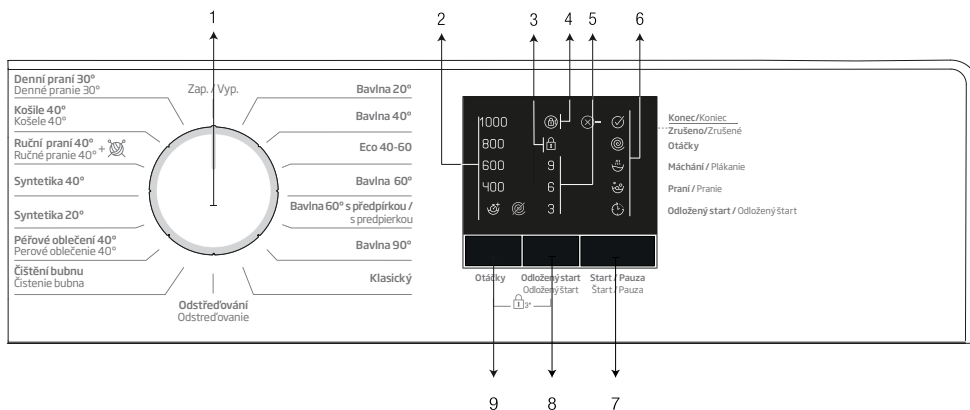 1
2
3
4
5
6
Zap. / Vyp.
Denní praní 30°
Denné pranie 30°
Košile 40°
Košele 40°
Ruční praní 40°
Ručné pranie 40° +
Syntetika 40°
Syntetika 20°
Péřové oblečení 40°
Perové oblečenie 40°
Čištění bubnu
Čistenie bubna
Odstřeďování
Odstreďovanie
Bavlna 20°
Bavlna 40°
Eco 40-60
Bavlna 60°
Bavlna 60° s předpírkou /
s predpierkou
Bavlna 90°
Klasický
1000
800
600
400
9
6
3
Konec/Koniec
Zrušeno/Zrušené
Otáčky
Máchání / Plákanie
Praní / Pranie
Odložený start / Odložený štart
Otáčky
Odložený start
Odložený štart
Start / Pauza
Štart / Pauza
3"
9
8
7